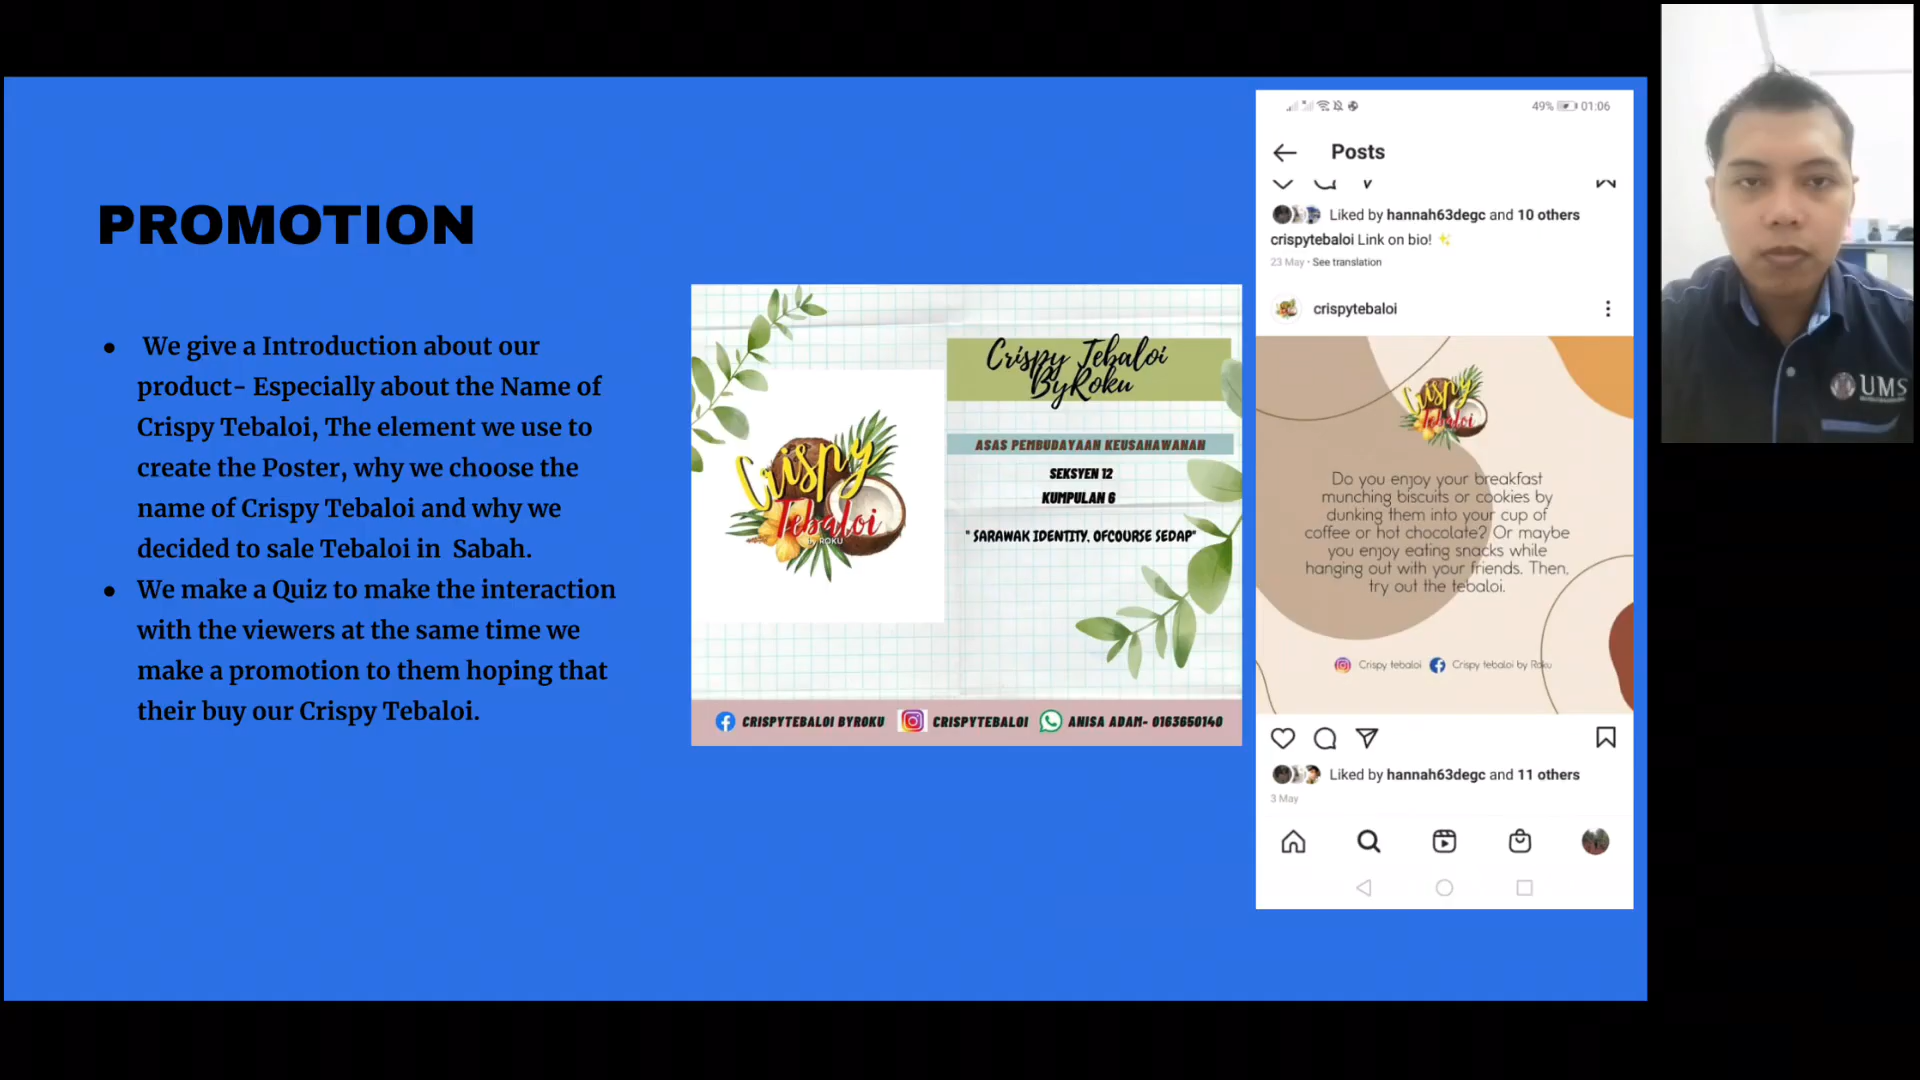 PROMOTION
● We give a Introduction about our
product- Especially about the Name of
Crispy Tebaloi, The element we use to
create the Poster, why we choose the
name of Crispy Tebaloi and why we
decided to sale Tebaloi in Sabah.
● We make a Quiz to make the interaction
with the viewers at the same time we
make a promotion to them hoping that
their buy our Crispy Tebaloi.
Crispy
Tebaloi
by ROKU
Crispy Tebaloi
ByRoku
ASAS PEMBUDAYAAN KEUSAHAWANAN
SEKSYEN 12
KUMPULAN 6
" SARAWAK IDENTITY, OFCOURSE SEDAP"
CRISPYTEBALOI BYROKU CRISPYTEBALOI ANISA ADAM- 0163650140
49% 01:06
Posts
Liked by hannah63degc and 10 others
crispytebaloi Link on bio! ✨
23 May · See translation
crispytebaloi
Crispy
Tebaloi
Do you enjoy your breakfast
munching biscuits or cookies by
dunking them into your cup of
coffee or hot chocolate? Or maybe
you enjoy eating snacks while
hanging out with your friends. Then,
try out the tebaloi.
Crispy tebaloi Crispy tebaloi by Roku
Liked by hannah63degc and 11 others
3 May
UMS